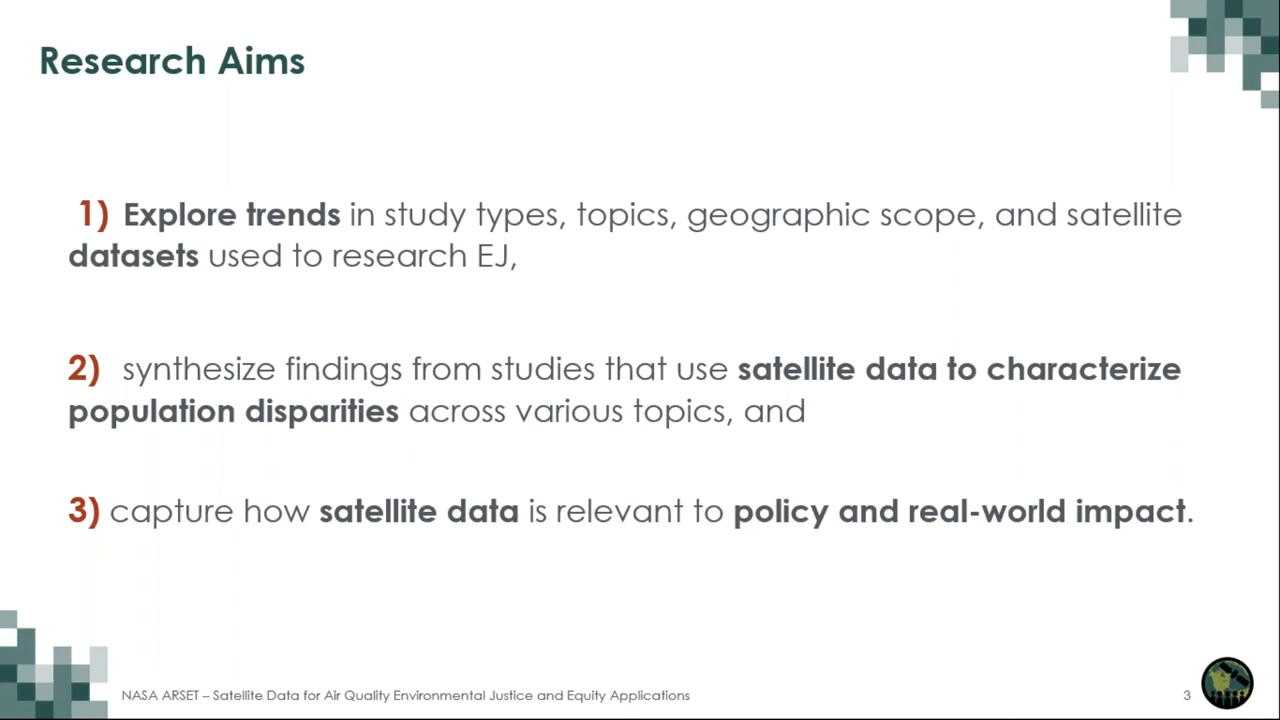 Research Aims
1) Explore trends in study types, topics, geographic scope, and satellite
datasets used to research EJ,
2) synthesize findings from studies that use satellite data to characterize
population disparities across various topics, and
3) capture how satellite data is relevant to policy and real-world impact.
NASA ARSET – Satellite Data for Air Quality Environmental Justice and Equity Applications
3